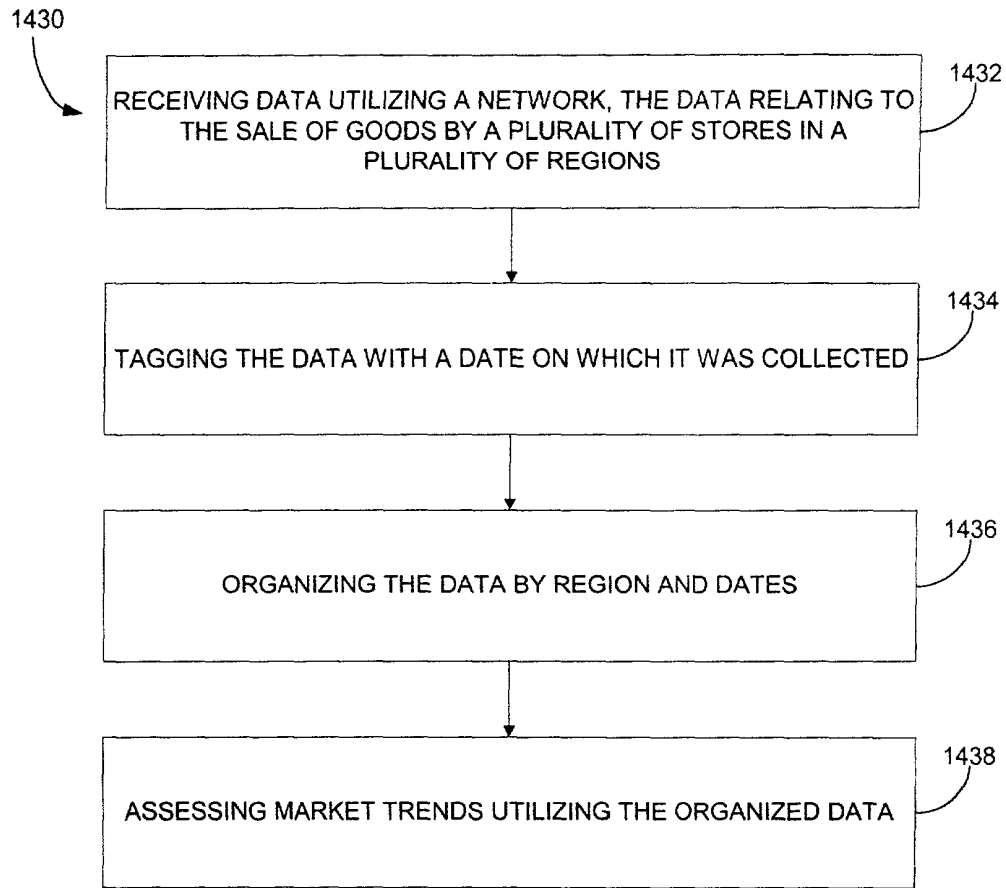 1430
1432
RECEIVING DATA UTILIZING A NETWORK, THE DATA RELATING TO
THE SALE OF GOODS BY A PLURALITY OF STORES IN A
PLURALITY OF REGIONS
1434
TAGGING THE DATA WITH A DATE ON WHICH IT WAS COLLECTED
1436
ORGANIZING THE DATA BY REGION AND DATES
1438
ASSESSING MARKET TRENDS UTILIZING THE ORGANIZED DATA